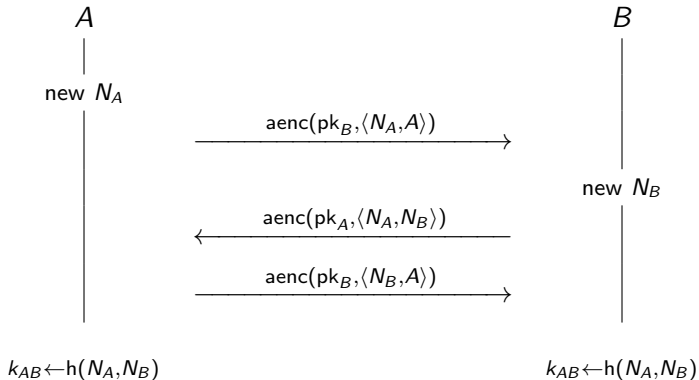 A B
new N_A
aenc(pk_B,⟨N_A,A⟩)
new N_B
aenc(pk_A,⟨N_A,N_B⟩)
aenc(pk_B,⟨N_B,A⟩)
k_AB←h(N_A,N_B) k_AB←h(N_A,N_B)